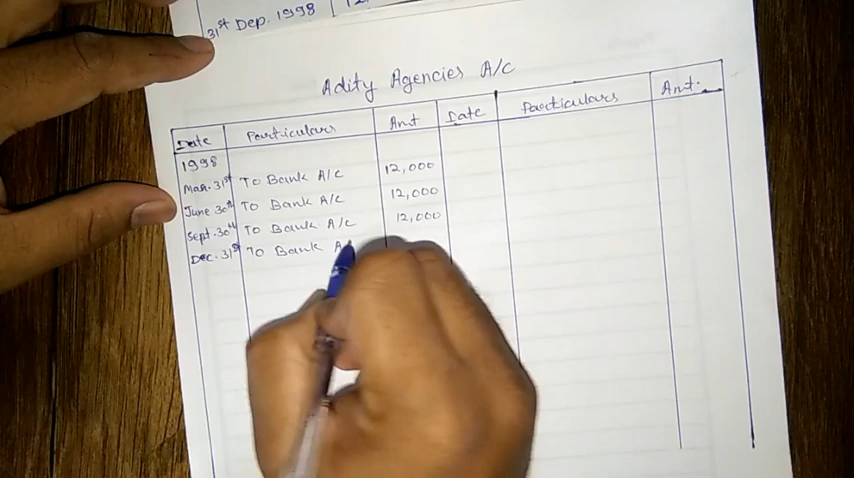 31st Dep. 1998 12
Adity Agencies A/C
Date Particulars Amt Date Particulars Amt.
1998
Mar. 31st To Bank A/C 12,000
June 30th To Bank A/C 12,000
Sept. 30th To Bank A/C 12,000
Dec. 31st To Bank A